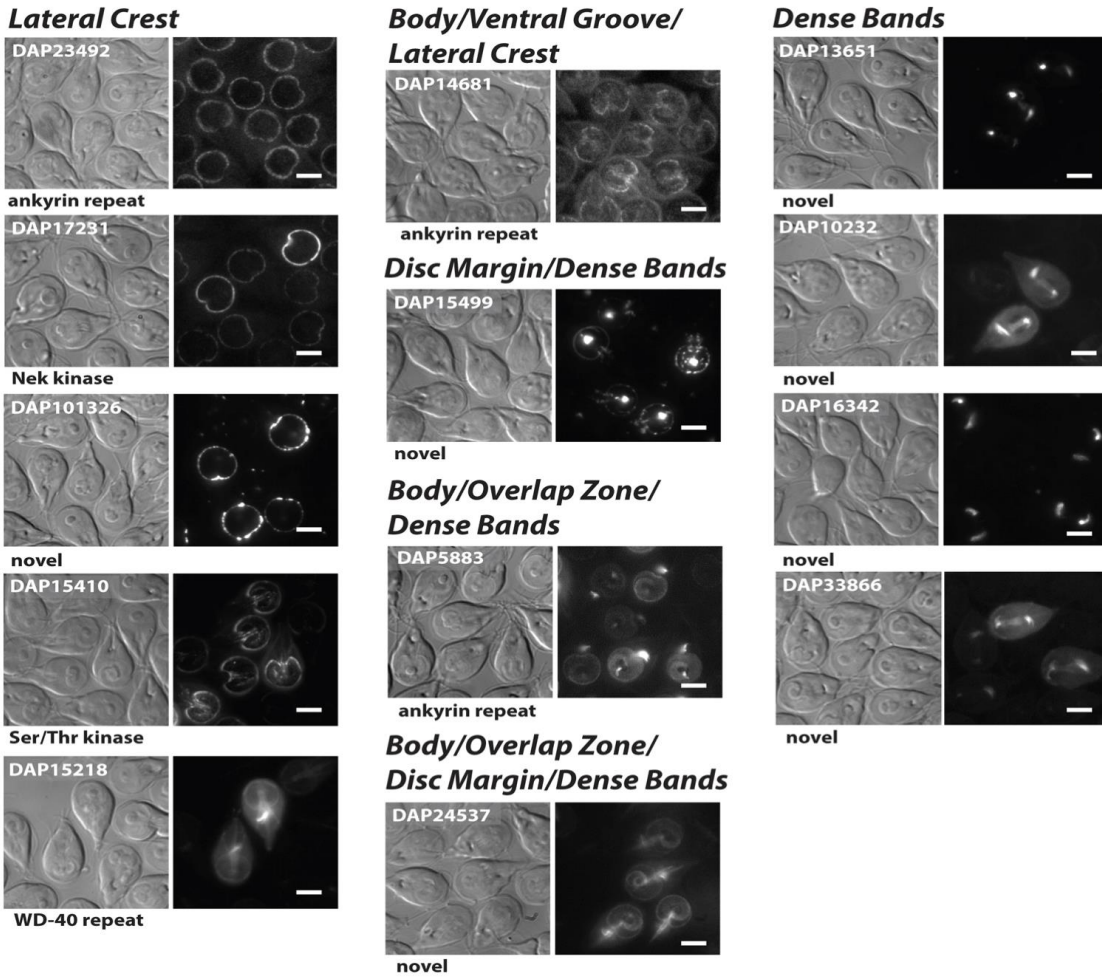 Lateral Crest
DAP23492
ankyrin repeat
DAP17231
Nek kinase
DAP101326
novel
DAP15410
Ser/Thr kinase
DAP15218
WD-40 repeat
Body/Ventral Groove/
Lateral Crest
DAP14681
ankyrin repeat
Disc Margin/Dense Bands
DAP15499
novel
Body/Overlap Zone/
Dense Bands
DAP5883
ankyrin repeat
Body/Overlap Zone/
Disc Margin/Dense Bands
DAP24537
novel
Dense Bands
DAP13651
novel
DAP10232
novel
DAP16342
novel
DAP33866
novel